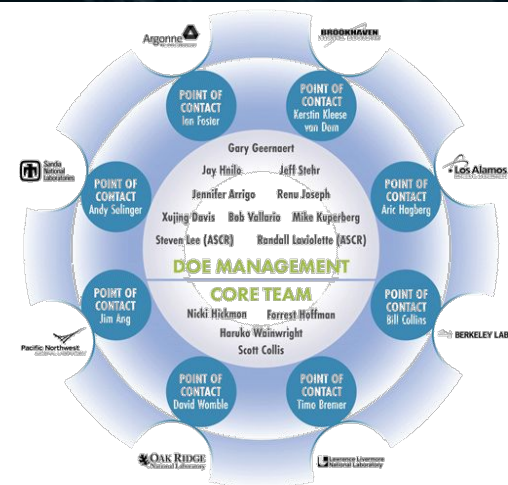 Argonne
BROOKHAVEN
NATIONAL LABORATORY
POINT OF
CONTACT
Ian Foster
POINT OF
CONTACT
Kerstin Kleese
van Dam
Sandia
National
Laboratories
Los Alamos
POINT OF
CONTACT
Andy Salinger
POINT OF
CONTACT
Aric Hagberg
Gary Geernaert
Jay Hnilo Jeff Stehr
Jennifer Arrigo Renu Joseph
Xujing Davis Bob Vallario Mike Kuperberg
Steven Lee (ASCR) Randall Laviolette (ASCR)
DOE MANAGEMENT
CORE TEAM
Nicki Hickmon Forrest Hoffman
Haruko Wainwright
Scott Collis
POINT OF
CONTACT
Jim Ang
POINT OF
CONTACT
Bill Collins
Pacific Northwest
NATIONAL LABORATORY
BERKELEY LAB
POINT OF
CONTACT
David Womble
POINT OF
CONTACT
Timo Bremer
OAK RIDGE
National Laboratory
Lawrence Livermore
National Laboratory